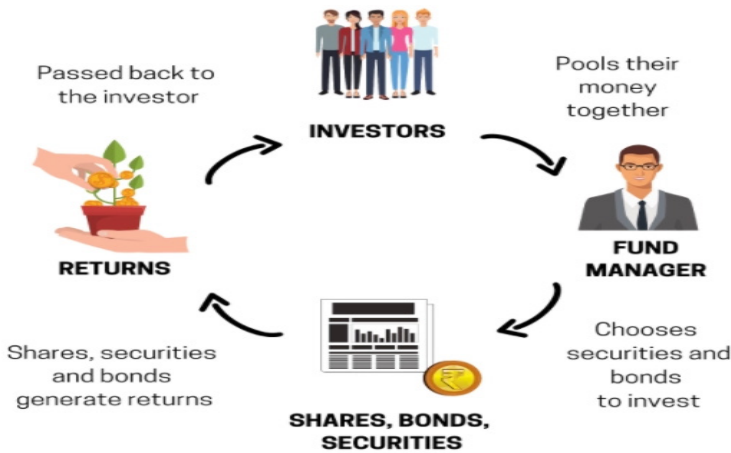 Passed back to
the investor
INVESTORS
Pools their
money
together
FUND
MANAGER
Chooses
securities and
bonds
to invest
₹
SHARES, BONDS,
SECURITIES
Shares, securities
and bonds
generate returns
RETURNS